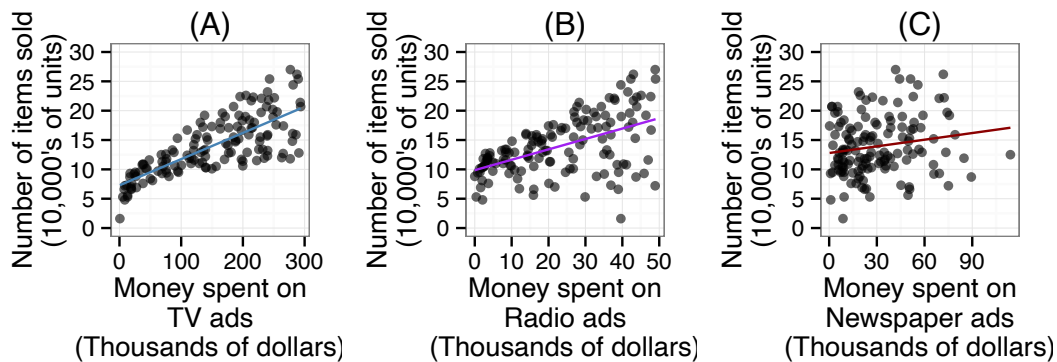 (A)
Number of items sold
(10,000's of units)
30
25
20
15
10
5
0
0 100 200 300
Money spent on
TV ads
(Thousands of dollars)
(B)
Number of items sold
(10,000's of units)
30
25
20
15
10
5
0
0 10 20 30 40 50
Money spent on
Radio ads
(Thousands of dollars)
(C)
Number of items sold
(10,000's of units)
30
25
20
15
10
5
0
0 30 60 90
Money spent on
Newspaper ads
(Thousands of dollars)